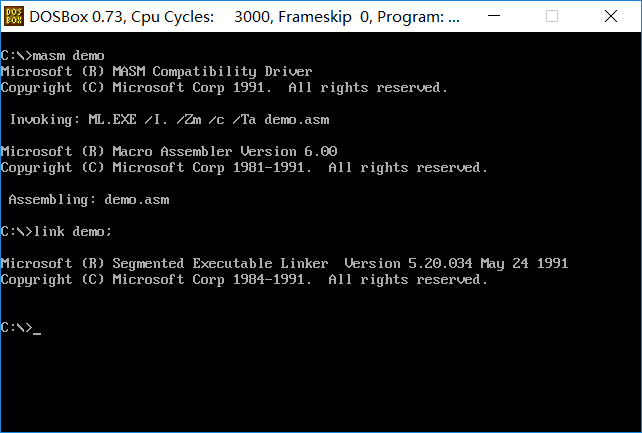 DOS BOX
DOSBox 0.73, Cpu Cycles: 3000, Frameskip 0, Program: ...
C:\>masm demo
Microsoft (R) MASM Compatibility Driver
Copyright (C) Microsoft Corp 1991.  All rights reserved.
Invoking: ML.EXE /I. /Zm /c /Ta demo.asm
Microsoft (R) Macro Assembler Version 6.00
Copyright (C) Microsoft Corp 1981-1991.  All rights reserved.
Assembling: demo.asm
C:\>link demo;
Microsoft (R) Segmented Executable Linker  Version 5.20.034 May 24 1991
Copyright (C) Microsoft Corp 1984-1991.  All rights reserved.
C:\>_